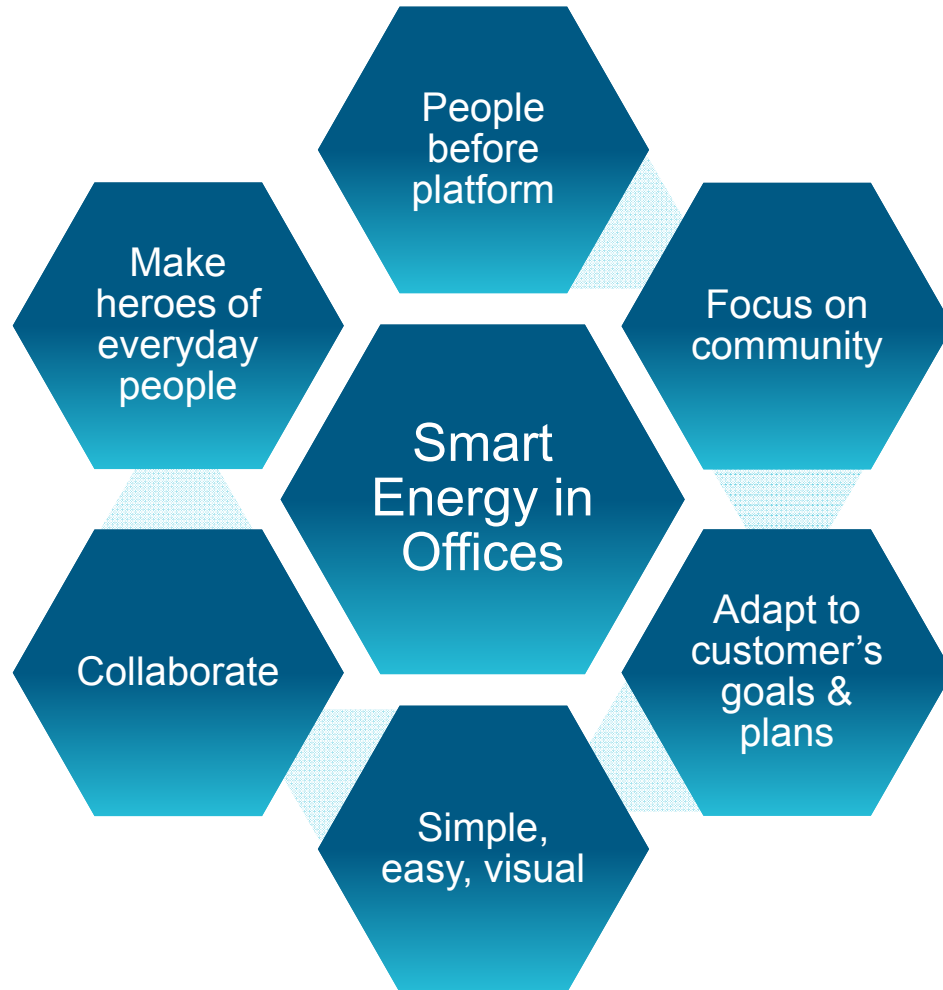 People
before
platform
Make
heroes of
everyday
people
Focus on
community
Smart
Energy in
Offices
Adapt to
customer’s
goals &
plans
Collaborate
Simple,
easy, visual